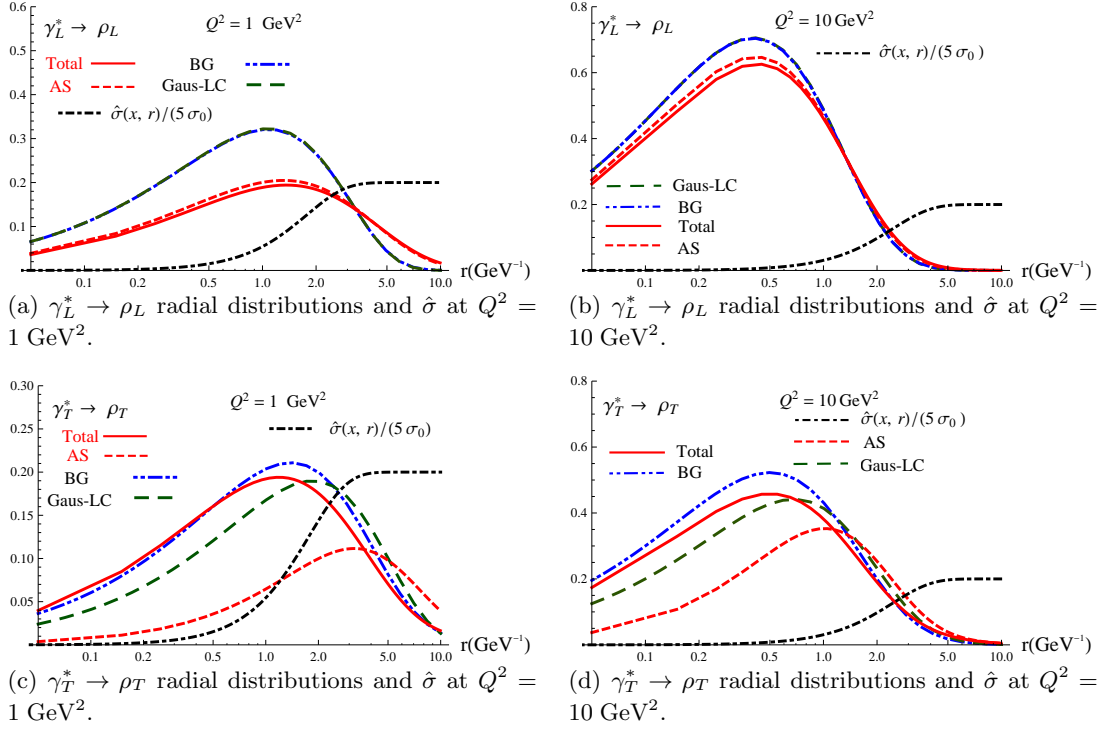 0.6
0.5
0.4
0.3
0.2
0.1
γ*_L → ρ_L
Q² = 1 GeV²
Total
AS
BG
Gaus-LC
σ̂(x, r)/(5 σ₀)
0.1 0.2 0.5 1.0 2.0 5.0 10.0
r(GeV⁻¹)
(a) γ*_L → ρ_L radial distributions and σ̂ at Q² =
1 GeV².
0.8
0.6
0.4
0.2
γ*_L → ρ_L
Q² = 10 GeV²
σ̂(x, r)/(5 σ₀)
Gaus-LC
BG
Total
AS
0.1 0.2 0.5 1.0 2.0 5.0 10.0
r(GeV⁻¹)
(b) γ*_L → ρ_L radial distributions and σ̂ at Q² =
10 GeV².
0.30
0.25
0.20
0.15
0.10
0.05
γ*_T → ρ_T
Q² = 1 GeV²
σ̂(x, r)/(5 σ₀)
Total
AS
BG
Gaus-LC
0.1 0.2 0.5 1.0 2.0 5.0 10.0
r(GeV⁻¹)
(c) γ*_T → ρ_T radial distributions and σ̂ at Q² =
1 GeV².
0.8
0.6
0.4
0.2
γ*_T → ρ_T
Q² = 10 GeV²
σ̂(x, r)/(5 σ₀)
Total
BG
AS
Gaus-LC
0.1 0.2 0.5 1.0 2.0 5.0 10.0
r(GeV⁻¹)
(d) γ*_T → ρ_T radial distributions and σ̂ at Q² =
10 GeV².